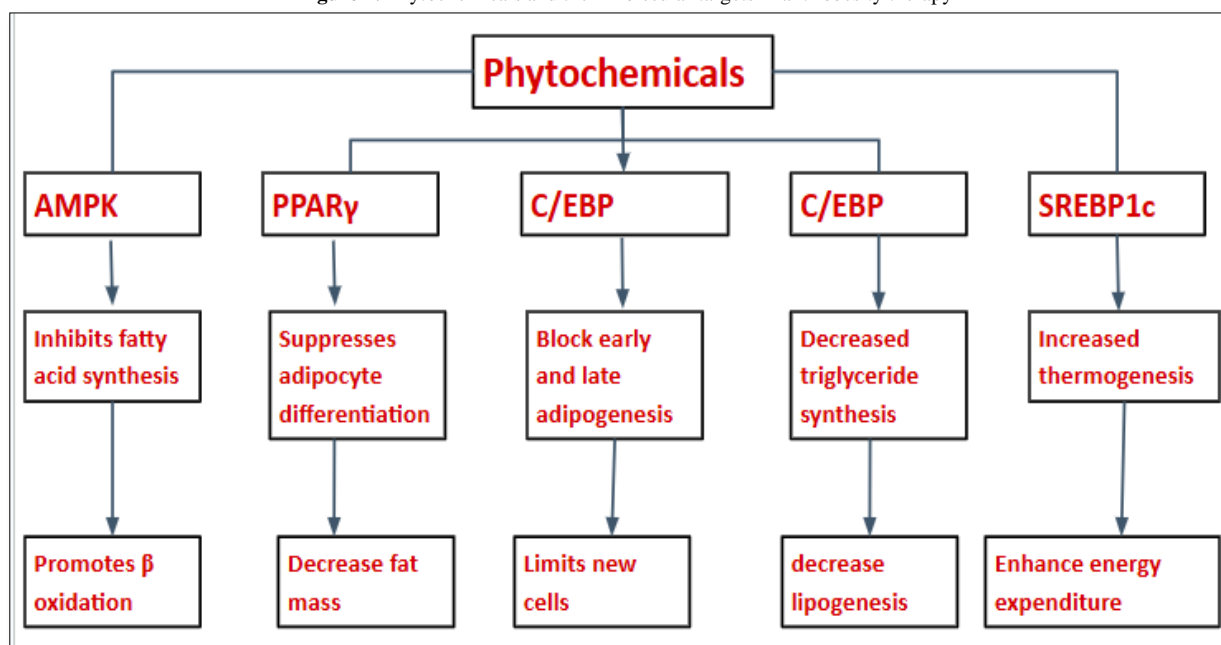 Phytochemicals
AMPK
PPARγ
C/EBP
C/EBP
SREBP1c
Inhibits fatty
acid synthesis
Suppresses
adipocyte
differentiation
Block early
and late
adipogenesis
Decreased
triglyceride
synthesis
Increased
thermogenesis
Promotes β
oxidation
Decrease fat
mass
Limits new
cells
decrease
lipogenesis
Enhance energy
expenditure